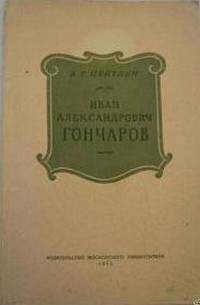 А. Г. ЦЕЙТЛИН
ИВАН
АЛЕКСАНДРОВИЧ
ГОНЧАРОВ
ИЗДАТЕЛЬСТВО МОСКОВСКОГО УНИВЕРСИТЕТА